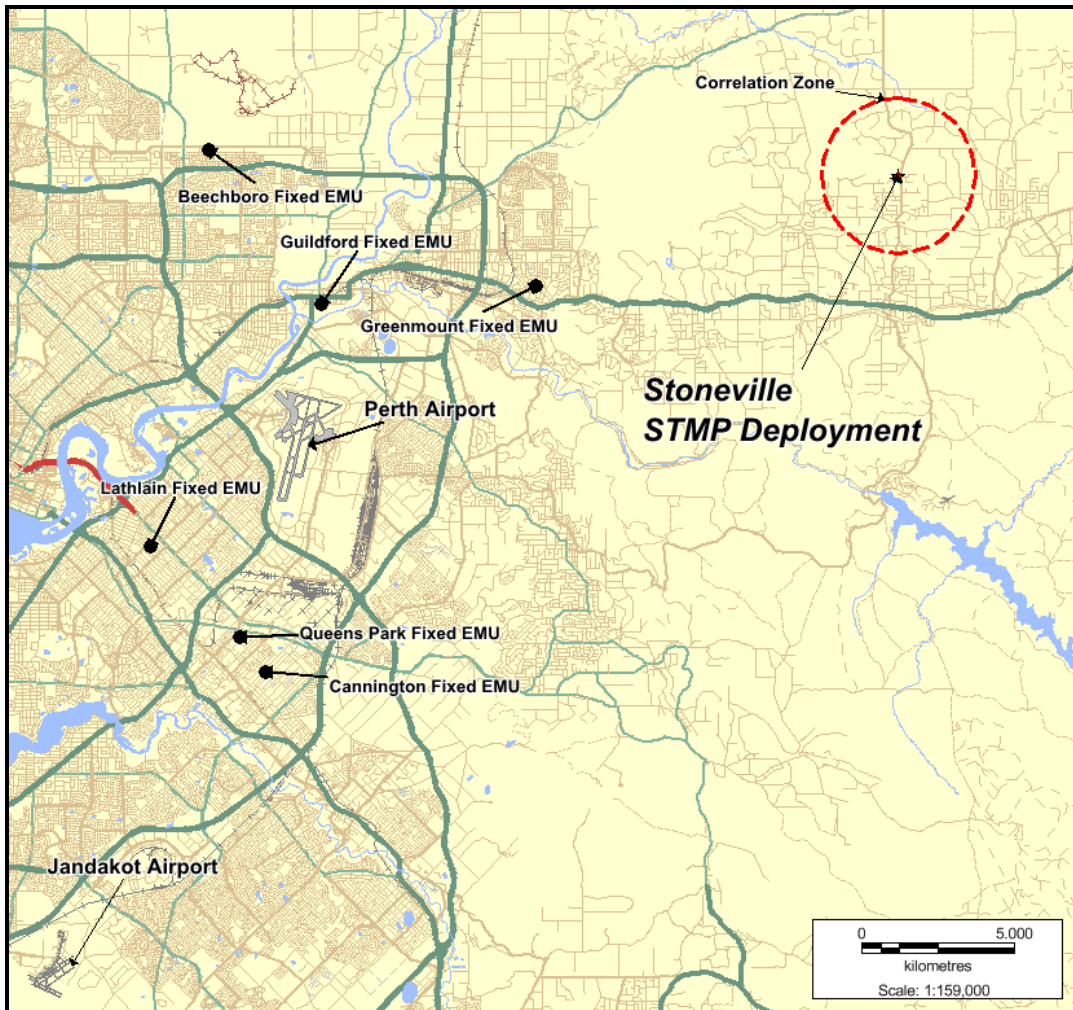 Correlation Zone
Beechboro Fixed EMU
Guildford Fixed EMU
Greenmount Fixed EMU
Stoneville
STMP Deployment
Perth Airport
Lathlain Fixed EMU
Queens Park Fixed EMU
Cannington Fixed EMU
Jandakot Airport
0 5.000
kilometres
Scale: 1:159,000